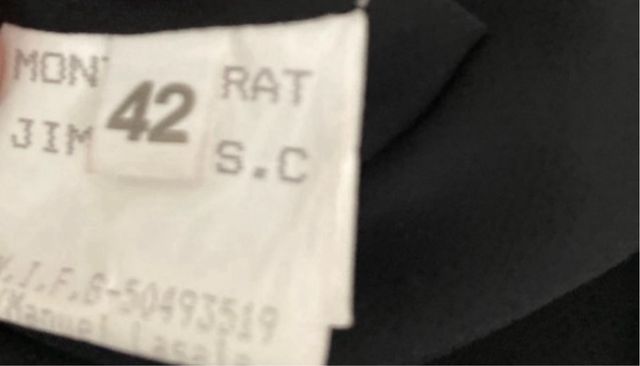 MON 42 RAT
JIM S.C
.I.F.B-50493519
Manuel Lasala